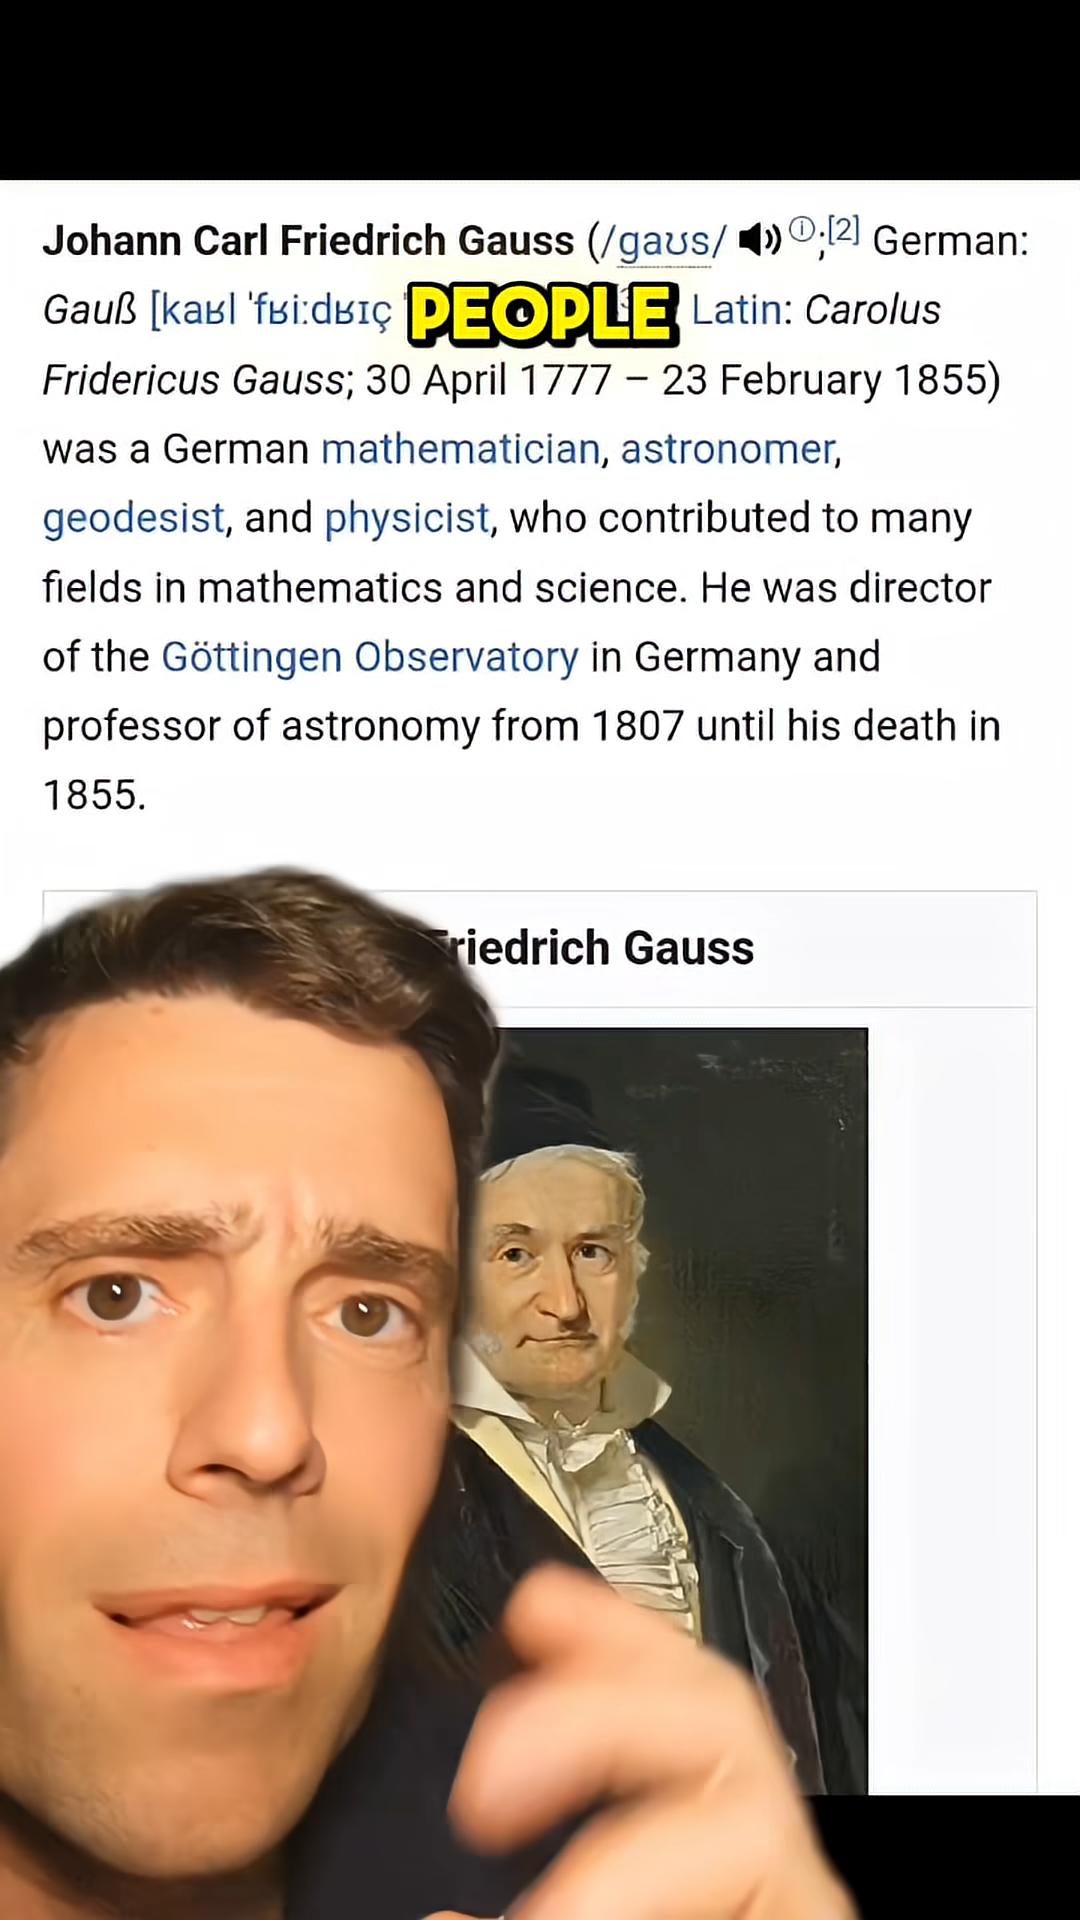 Johann Carl Friedrich Gauss (/ɡaʊs/ ⓘ;[2] German:
Gauß [kaʁl ˈfʁiːdʁɪç PEOPLE Latin: Carolus
Fridericus Gauss; 30 April 1777 – 23 February 1855)
was a German mathematician, astronomer,
geodesist, and physicist, who contributed to many
fields in mathematics and science. He was director
of the Göttingen Observatory in Germany and
professor of astronomy from 1807 until his death in
1855.
riedrich Gauss